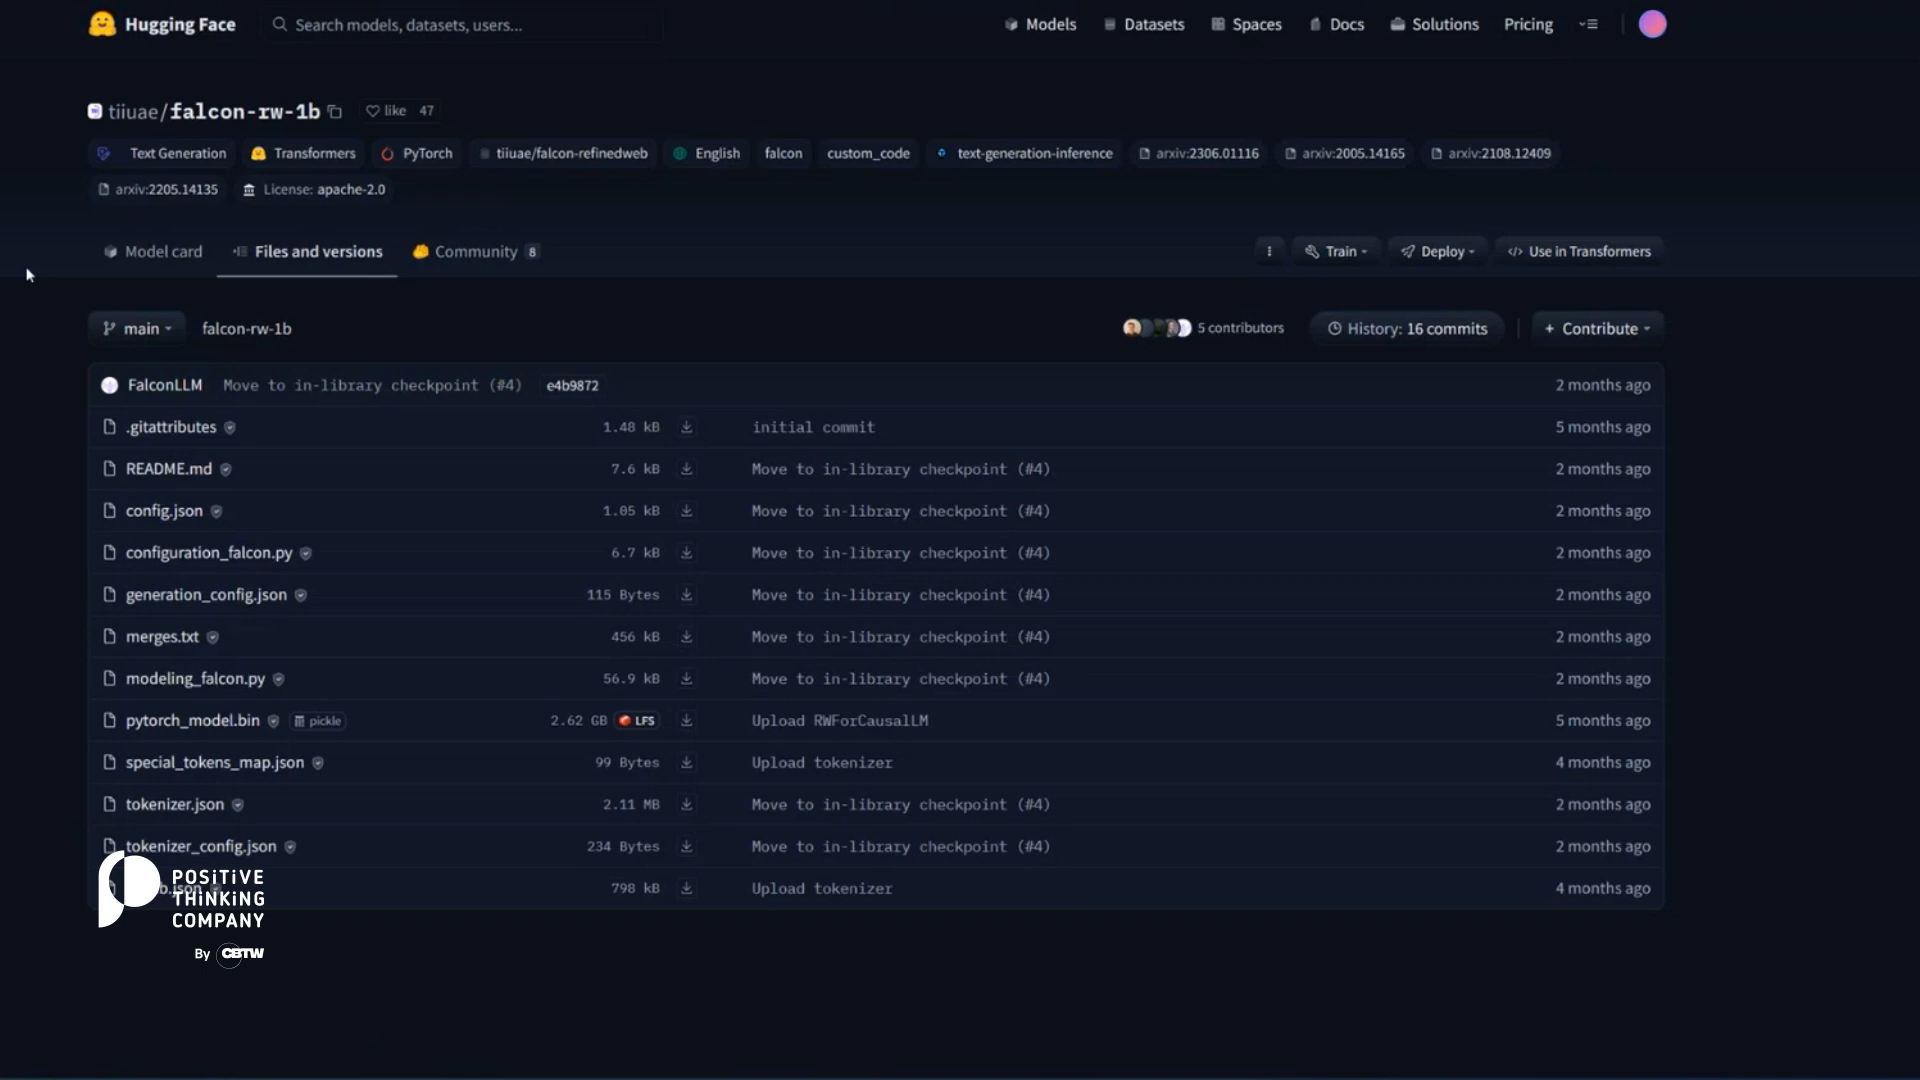 Hugging Face
Search models, datasets, users...
Models
Datasets
Spaces
Docs
Solutions
Pricing
tiiuae/falcon-rw-1b
like 47
Text Generation
Transformers
PyTorch
tiiuae/falcon-refinedweb
English
falcon
custom_code
text-generation-inference
arxiv:2306.01116
arxiv:2005.14165
arxiv:2108.12409
arxiv:2205.14135
License: apache-2.0
Model card
Files and versions
Community 8
Train
Deploy
Use in Transformers
main
falcon-rw-1b
5 contributors
History: 16 commits
+ Contribute
FalconLLM Move to in-library checkpoint (#4) e4b9872 2 months ago
.gitattributes 1.48 kB initial commit 5 months ago
README.md 7.6 kB Move to in-library checkpoint (#4) 2 months ago
config.json 1.05 kB Move to in-library checkpoint (#4) 2 months ago
configuration_falcon.py 6.7 kB Move to in-library checkpoint (#4) 2 months ago
generation_config.json 115 Bytes Move to in-library checkpoint (#4) 2 months ago
merges.txt 456 kB Move to in-library checkpoint (#4) 2 months ago
modeling_falcon.py 56.9 kB Move to in-library checkpoint (#4) 2 months ago
pytorch_model.bin pickle 2.62 GB LFS Upload RWForCausalLM 5 months ago
special_tokens_map.json 99 Bytes Upload tokenizer 4 months ago
tokenizer.json 2.11 MB Move to in-library checkpoint (#4) 2 months ago
tokenizer_config.json 234 Bytes Move to in-library checkpoint (#4) 2 months ago
798 kB Upload tokenizer 4 months ago
POSiTiVE
THiNKiNG
COMPANY
By CBTW